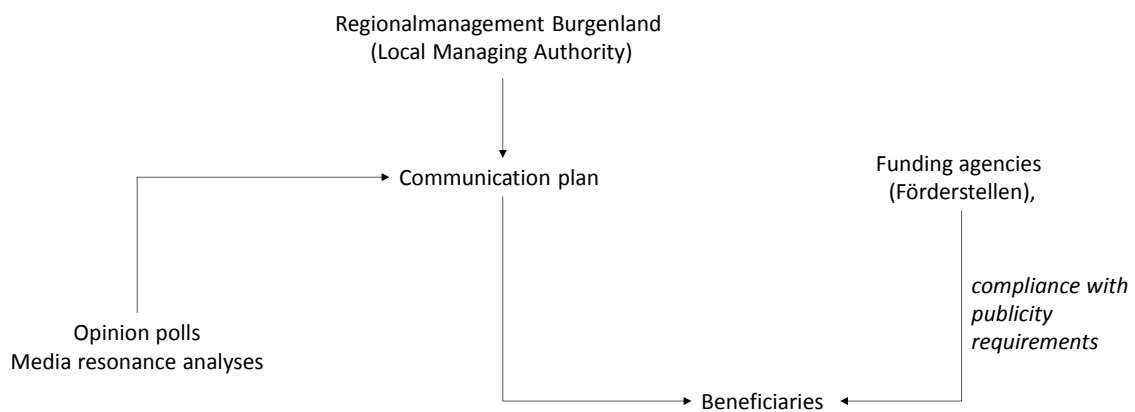 Regionalmanagement Burgenland
(Local Managing Authority)
Communication plan
Funding agencies
(Förderstellen),
compliance with
publicity
requirements
Opinion polls
Media resonance analyses
Beneficiaries